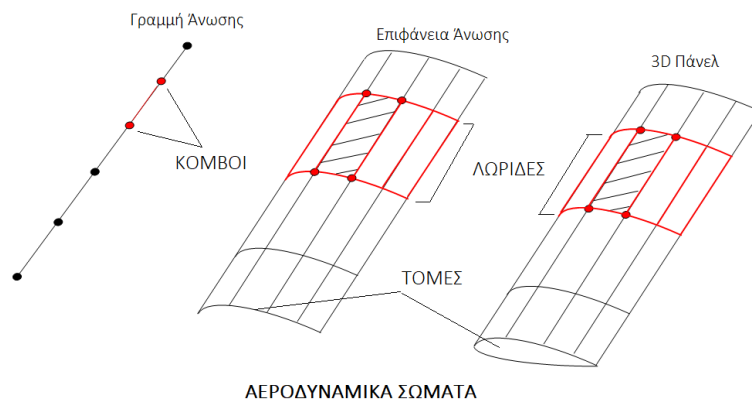 Γραμμή Άνωσης
Επιφάνεια Άνωσης
3D Πάνελ
ΚΟΜΒΟΙ
ΛΩΡΙΔΕΣ
ΤΟΜΕΣ
ΑΕΡΟΔΥΝΑΜΙΚΑ ΣΩΜΑΤΑ